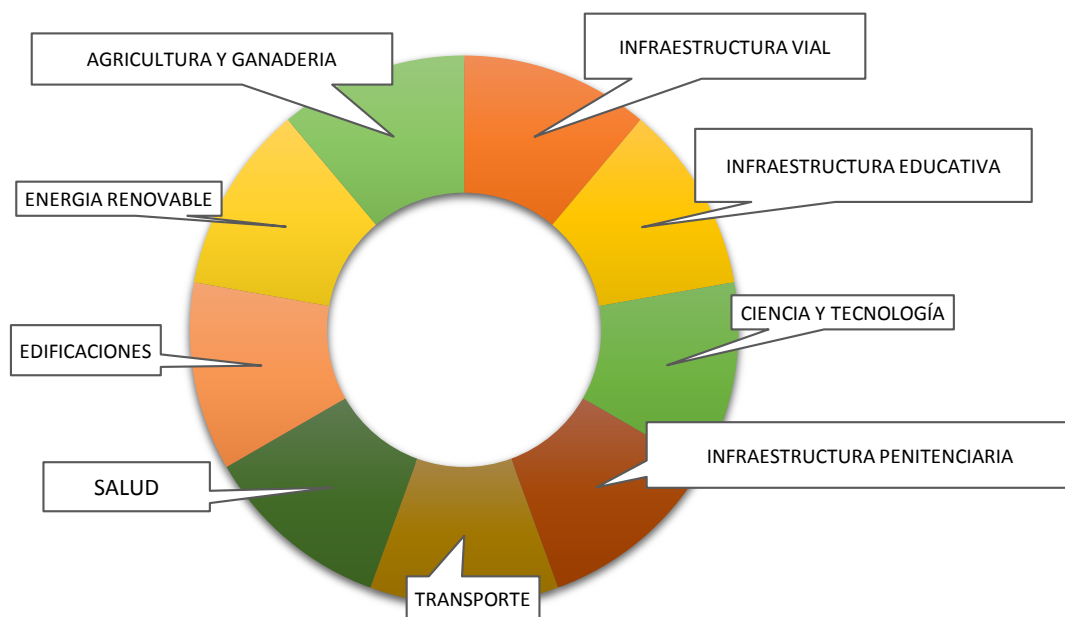 AGRICULTURA Y GANADERIA
INFRAESTRUCTURA VIAL
INFRAESTRUCTURA EDUCATIVA
ENERGIA RENOVABLE
CIENCIA Y TECNOLOGÍA
EDIFICACIONES
INFRAESTRUCTURA PENITENCIARIA
SALUD
TRANSPORTE